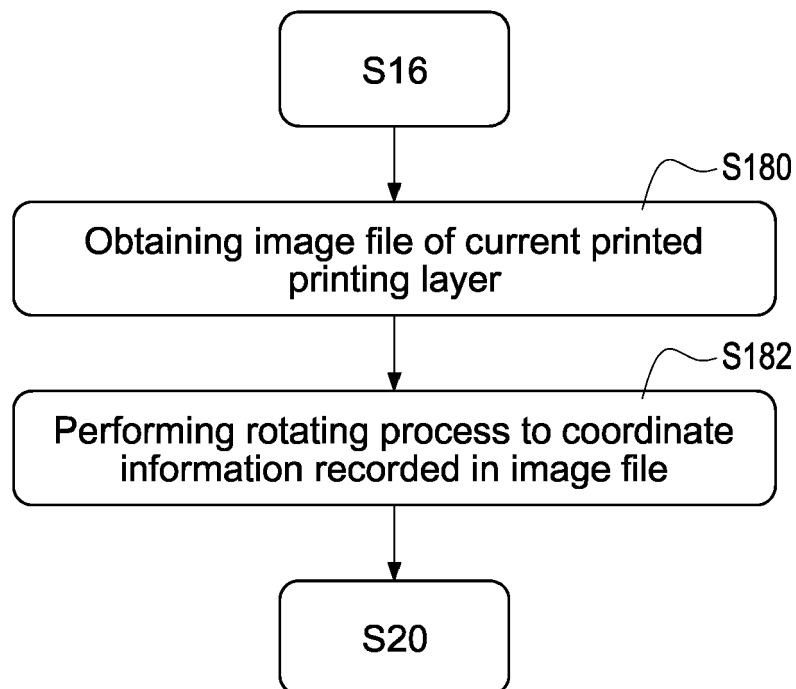 S16
S180
Obtaining image file of current printed
printing layer
S182
Performing rotating process to coordinate
information recorded in image file
S20